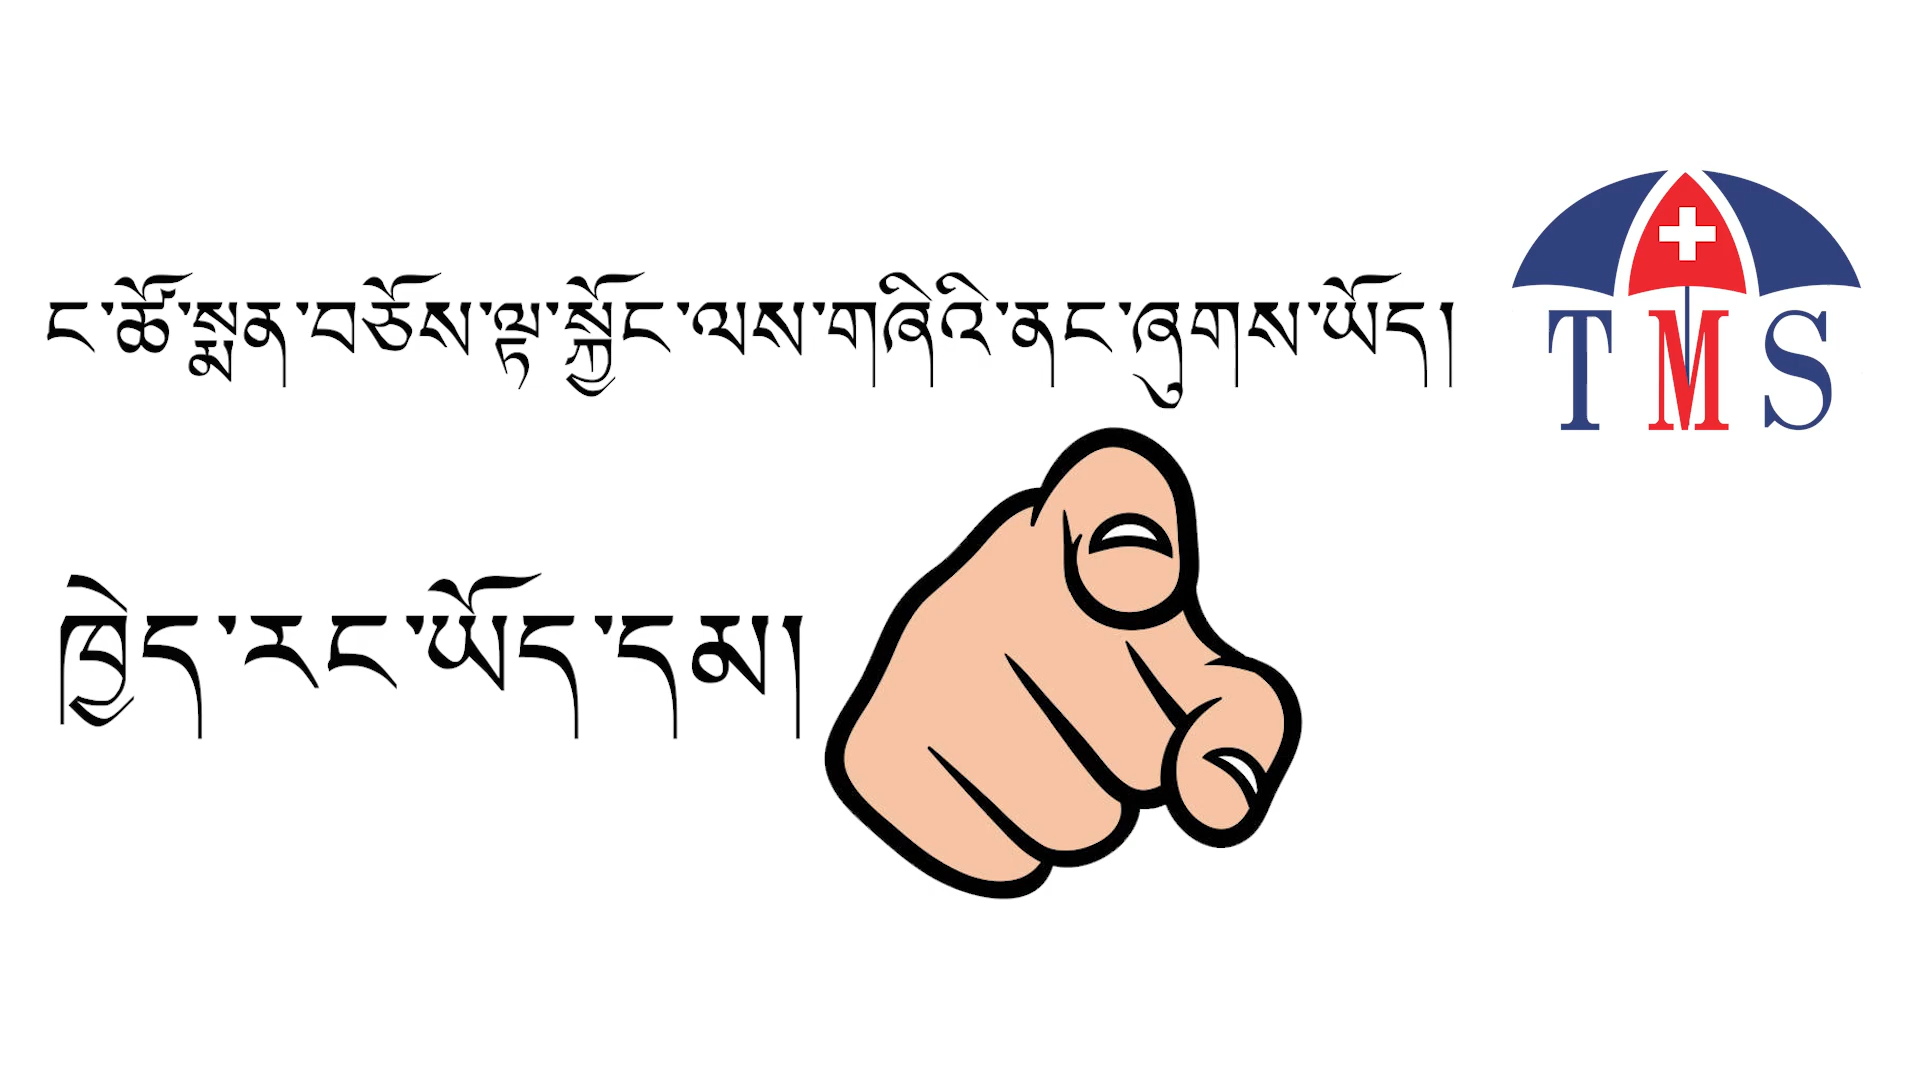 ང་ཚོ་སྨན་བཅོས་ལྟ་སྐྱོང་ལས་གཞིའི་ནང་ཞུགས་ཡོད།
TMS
ཁྱེད་རང་ཡོད་དམ།